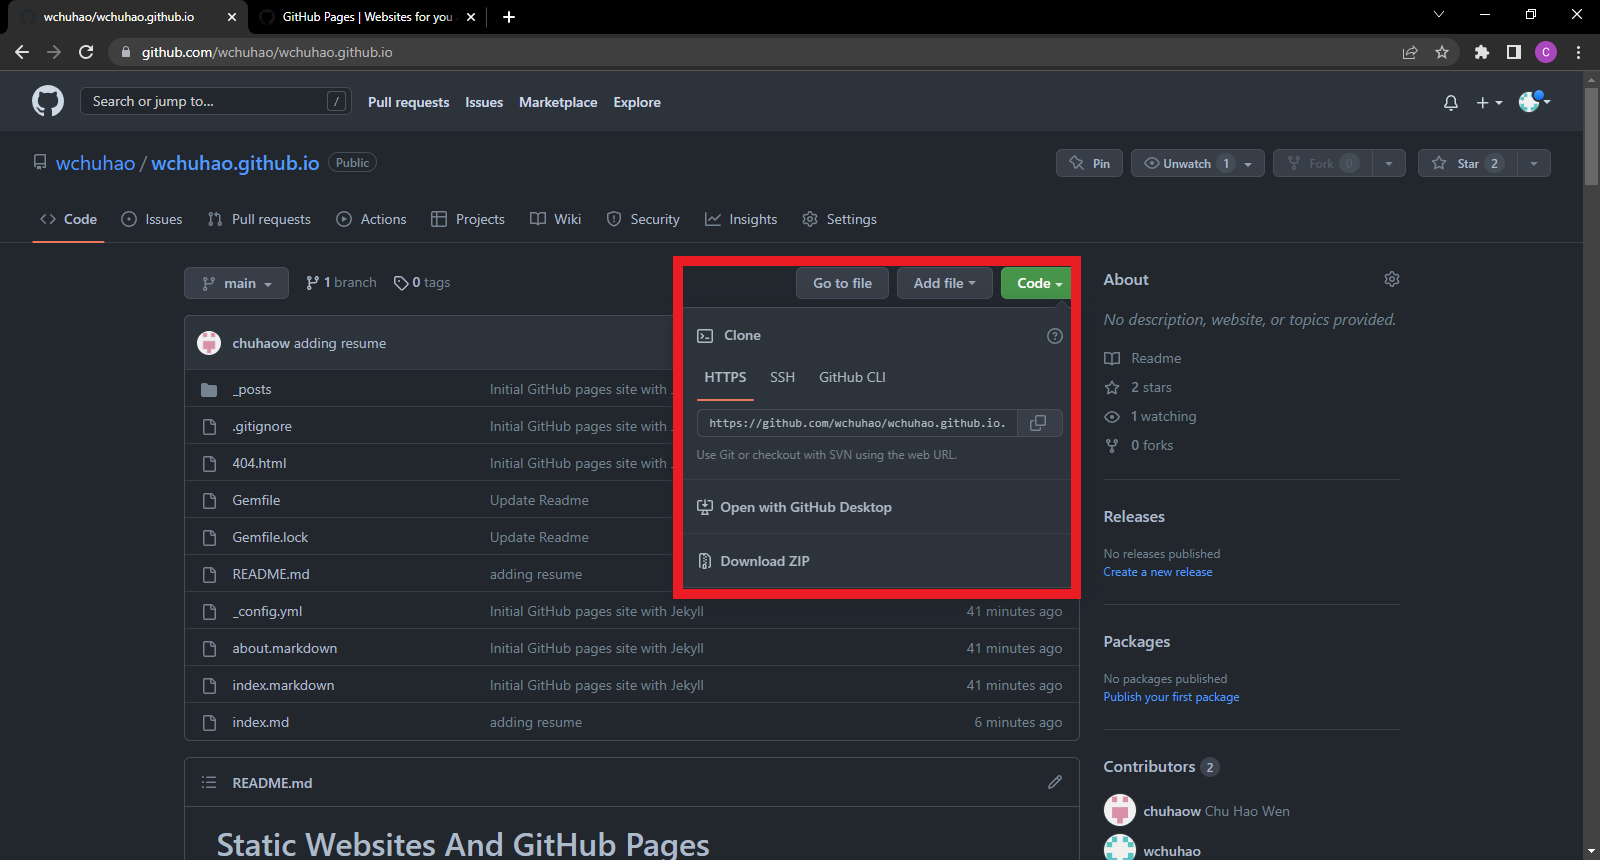 wchuhao/wchuhao.github.io
GitHub Pages | Websites for you
github.com/wchuhao/wchuhao.github.io
C
Search or jump to... /
Pull requests Issues Marketplace Explore
wchuhao / wchuhao.github.io Public
Pin Unwatch 1 Fork 0 Star 2
Code Issues Pull requests Actions Projects Wiki Security Insights Settings
main 1 branch 0 tags
Go to file Add file Code
chuhaow adding resume
_posts Initial GitHub pages site with J
.gitignore Initial GitHub pages site with J
404.html Initial GitHub pages site with J
Gemfile Update Readme
Gemfile.lock Update Readme
README.md adding resume
_config.yml Initial GitHub pages site with Jekyll 41 minutes ago
about.markdown Initial GitHub pages site with Jekyll 41 minutes ago
index.markdown Initial GitHub pages site with Jekyll 41 minutes ago
index.md adding resume 6 minutes ago
Clone
HTTPS SSH GitHub CLI
https://github.com/wchuhao/wchuhao.github.io.
Use Git or checkout with SVN using the web URL.
Open with GitHub Desktop
Download ZIP
README.md
Static Websites And GitHub Pages
About
No description, website, or topics provided.
Readme
2 stars
1 watching
0 forks
Releases
No releases published
Create a new release
Packages
No packages published
Publish your first package
Contributors 2
chuhaow Chu Hao Wen
wchuhao